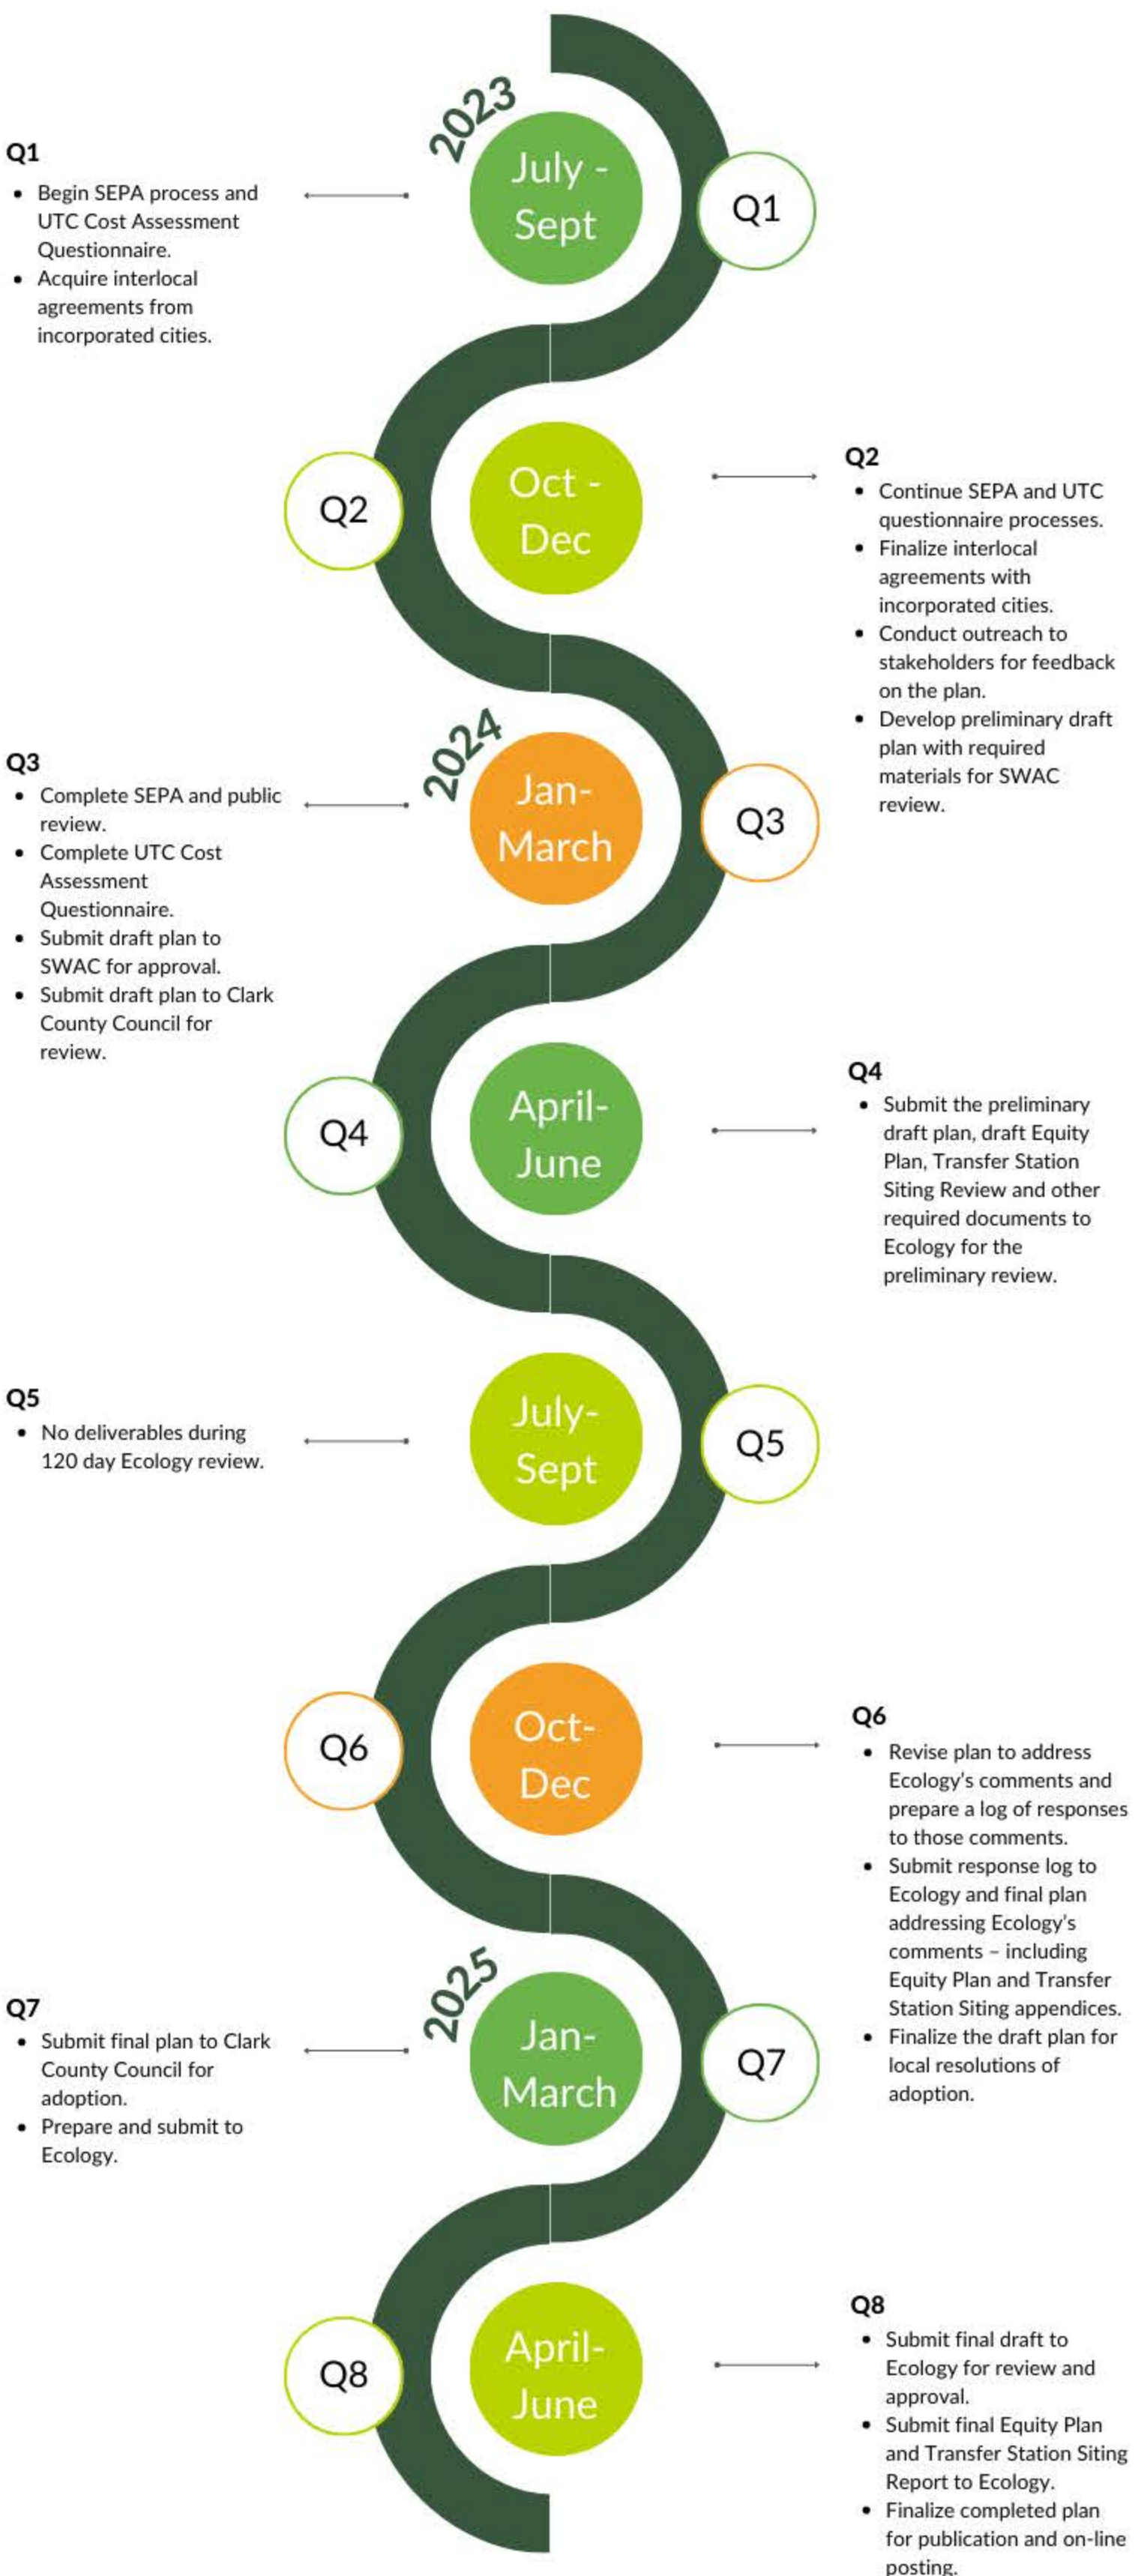 2023
July -
Sept
Q1
Q1
• Begin SEPA process and
UTC Cost Assessment
Questionnaire.
• Acquire interlocal
agreements from
incorporated cities.
Oct -
Dec
Q2
Q2
• Continue SEPA and UTC
questionnaire processes.
• Finalize interlocal
agreements with
incorporated cities.
• Conduct outreach to
stakeholders for feedback
on the plan.
• Develop preliminary draft
plan with required
materials for SWAC
review.
2024
Jan-
March
Q3
Q3
• Complete SEPA and public
review.
• Complete UTC Cost
Assessment
Questionnaire.
• Submit draft plan to
SWAC for approval.
• Submit draft plan to Clark
County Council for
review.
April-
June
Q4
Q4
• Submit the preliminary
draft plan, draft Equity
Plan, Transfer Station
Siting Review and other
required documents to
Ecology for the
preliminary review.
July-
Sept
Q5
Q5
• No deliverables during
120 day Ecology review.
Oct-
Dec
Q6
Q6
• Revise plan to address
Ecology's comments and
prepare a log of responses
to those comments.
• Submit response log to
Ecology and final plan
addressing Ecology's
comments – including
Equity Plan and Transfer
Station Siting appendices.
• Finalize the draft plan for
local resolutions of
adoption.
2025
Jan-
March
Q7
Q7
• Submit final plan to Clark
County Council for
adoption.
• Prepare and submit to
Ecology.
April-
June
Q8
Q8
• Submit final draft to
Ecology for review and
approval.
• Submit final Equity Plan
and Transfer Station Siting
Report to Ecology.
• Finalize completed plan
for publication and on-line
posting.